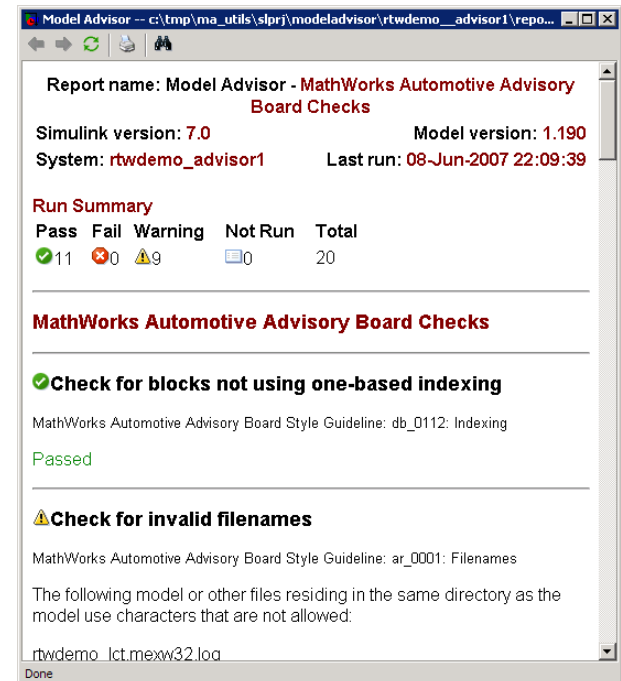 Model Advisor -- c:\tmp\ma_utils\slprj\modeladvisor\rtwdemo__advisor1\repo...
Report name: Model Advisor - MathWorks Automotive Advisory
Board Checks
Simulink version: 7.0 Model version: 1.190
System: rtwdemo_advisor1 Last run: 08-Jun-2007 22:09:39
Run Summary
Pass Fail Warning Not Run Total
11 0 9 0 20
MathWorks Automotive Advisory Board Checks
Check for blocks not using one-based indexing
MathWorks Automotive Advisory Board Style Guideline: db_0112: Indexing
Passed
Check for invalid filenames
MathWorks Automotive Advisory Board Style Guideline: ar_0001: Filenames
The following model or other files residing in the same directory as the
model use characters that are not allowed:
rtwdemo_lct.mexw32.log
Done